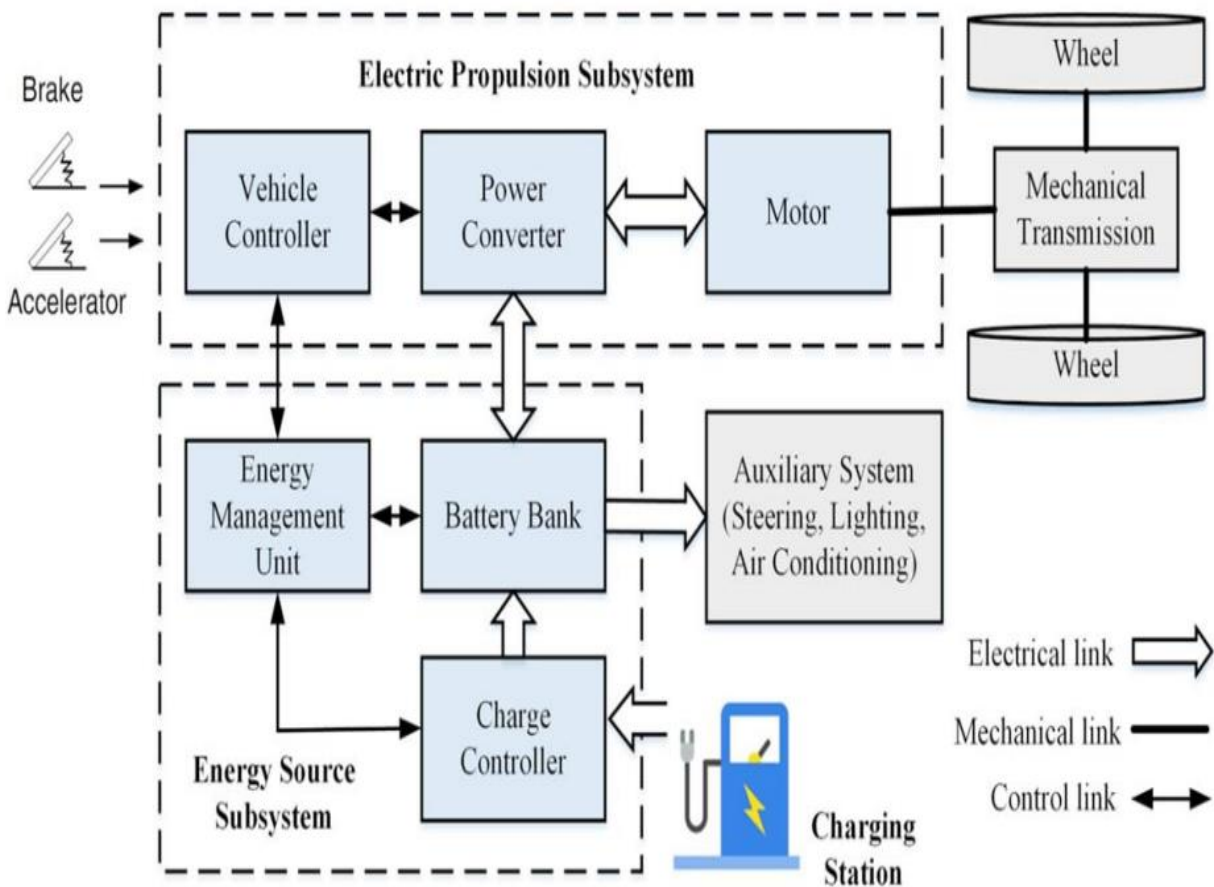 Electric Propulsion Subsystem
Brake
Accelerator
Vehicle
Controller
Power
Converter
Motor
Wheel
Mechanical
Transmission
Wheel
Energy
Management
Unit
Battery Bank
Auxiliary System
(Steering, Lighting,
Air Conditioning)
Charge
Controller
Energy Source
Subsystem
Charging
Station
Electrical link
Mechanical link
Control link